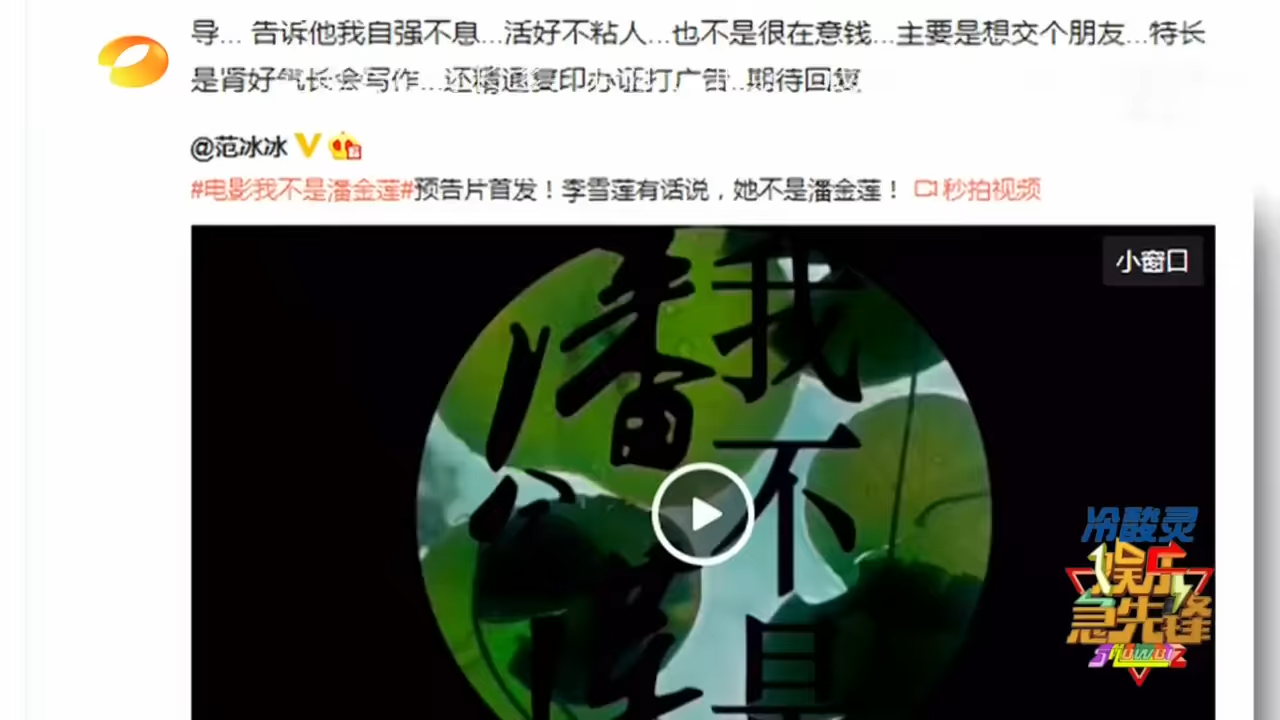 导... 告诉他我自强不息...活好不粘人...也不是很在意钱...主要是想交个朋友...特长
是肾好气长会写作...还精通复印办证打广告...期待回复
@范冰冰
#电影我不是潘金莲#预告片首发！李雪莲有话说，她不是潘金莲！ 秒拍视频
小窗口
我不是
潘金莲
冷酸灵
娱乐
急先锋